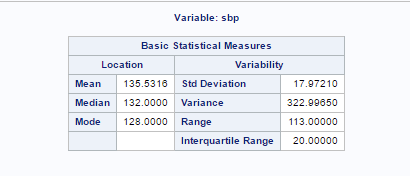 Variable: sbp
Basic Statistical Measures
Location Variability
Mean 135.5316 Std Deviation 17.97210
Median 132.0000 Variance 322.99650
Mode 128.0000 Range 113.00000
Interquartile Range 20.00000